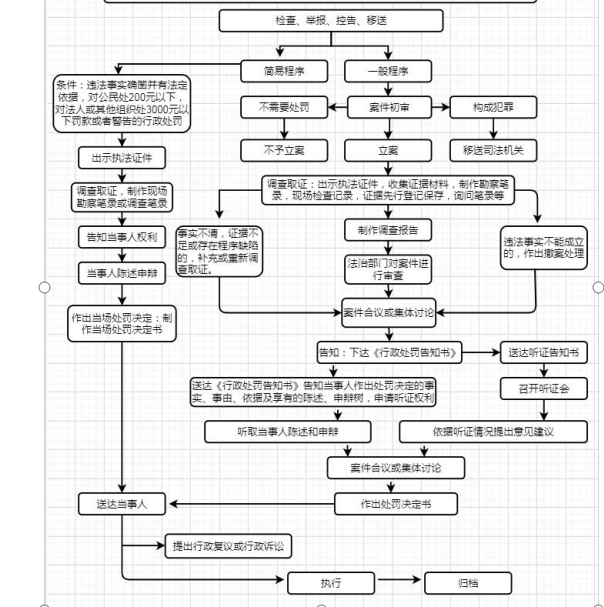 检查、举报、控告、移送
简易程序
一般程序
条件：违法事实确凿并有法定
依据，对公民处200元以下，
对法人或其他组织处3000元以
下罚款或者警告的行政处罚
不需要处罚
案件初审
构成犯罪
不予立案
立案
移送司法机关
出示执法证件
调查取证，制作现场
勘察笔录或调查笔录
调查取证：出示执法证件，收集证据材料，制作勘察笔
录，现场检查记录，证据先行登记保存，询问笔录等
告知当事人权利
事实不清，证据不
足或存在程序缺陷
的，补充或重新调
查取证。
制作调查报告
违法事实不能成立
的，作出撤案处理
当事人陈述申辩
法治部门对案件进
行审查
作出当场处罚决定：制
作当场处罚决定书
案件合议或集体讨论
告知：下达《行政处罚告知书》
送达听证告知书
送达《行政处罚告知书》告知当事人作出处罚决定的事
实、事由、依据及享有的陈述、申辩树，申请听证权利
召开听证会
听取当事人陈述和申辩
依据听证情况提出意见建议
案件合议或集体讨论
送达当事人
作出处罚决定书
提出行政复议或行政诉讼
执行
归档